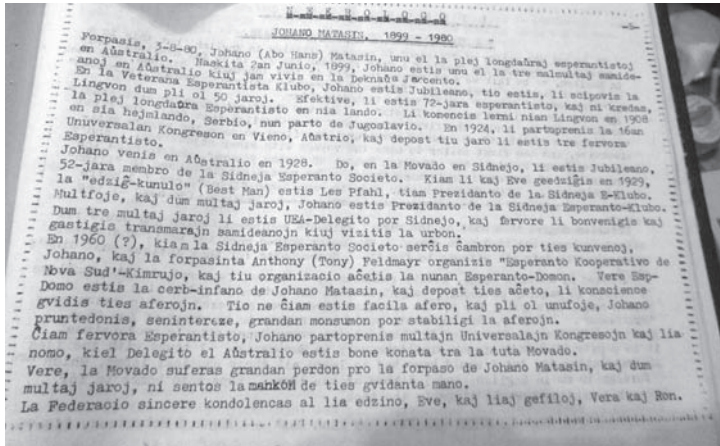 NEKROLOGO
-5-
JOHANO MATASIN, 1899 - 1980
Forpasis, 3-8-80, Johano (Abo Hans) Matasin, unu el la plej longdaŭraj esperantistoj
en Aŭstralio. Naskita 2an Junio, 1899, Johano estis unu el la tre malmultaj samide-
anoj en Aŭstralio kiuj jam vivis en la Deknaŭa Jarcento.
En la Veterana Esperantista Klubo, Johano estis Jubileano, tio estis, li scipovis la
Lingvon dum pli ol 50 jaroj. Efektive, li estis 72-jara esperantisto, kaj ni kredas,
la plej longdaŭra Esperantisto en nia lando. Li komencis lerni nian Lingvon en 1908
en sia hejmlando, Serbio, nun parto de Jugoslavio. En 1924, li partoprenis la 16an
Unuversalan Kongreson en Vieno, Aŭstrio, kaj depost tiu jaro li estis tre fervora
Esperantisto.
Johano venis en Aŭstralio en 1928. Do, en la Movado en Sidnejo, li estis Jubileano,
52-jara membro de la Sidneja Esperanto Societo. Kiam li kaj Eve geedziĝis en 1929,
la "edziĝ-kunulo" (Best Man) estis Les Pfahl, tiam Prezidanto de la Sidneja E-Klubo.
Multfoje, kaj dum multaj jaroj, Johano estis Prezidanto de la Sidneja Esperanto-Klubo.
Dum tre multaj jaroj li estis UEA-Delegito por Sidnejo, kaj fervore li bonvenigis kaj
gastigis transmarajn samideanojn kiuj vizitis la urbon.
En 1960 (?), kiam la Sidneja Esperanto Societo serĉis ĉambron por ties kunvenoj,
Johano, kaj la forpasinta Anthony (Tony) Feldmayr organizis "Esperanto Kooperativo de
Nova Sud'-Kimrujo, kaj tiu organizacio aĉetis la nunan Esperanto-Domon. Vere Esp-
Domo estis la cerb-infano de Johano Matasin, kaj depost ties aĉeto, li konscience
gvidis ties aferojn. Tio ne ĉiam estis facila afero, kaj pli ol unufoje, Johano
pruntedonis, senintereze, grandan monsumon por stabiligi la aferojn.
Ĉiam fervora Esperantisto, Johano partoprenis multajn Universalajn Kongresojn kaj lia
nomo, kiel Delegito el Aŭstralio estis bone konata tra la tuta Movado.
Vere, la Movado suferas grandan perdon pro la forpaso de Johano Matasin, kaj dum
multaj jaroj, ni sentos la mankon de ties gvidanta mano.
La Federacio sincere kondolencas al lia edzino, Eve, kaj liaj gefiloj, Vera kaj Ron.